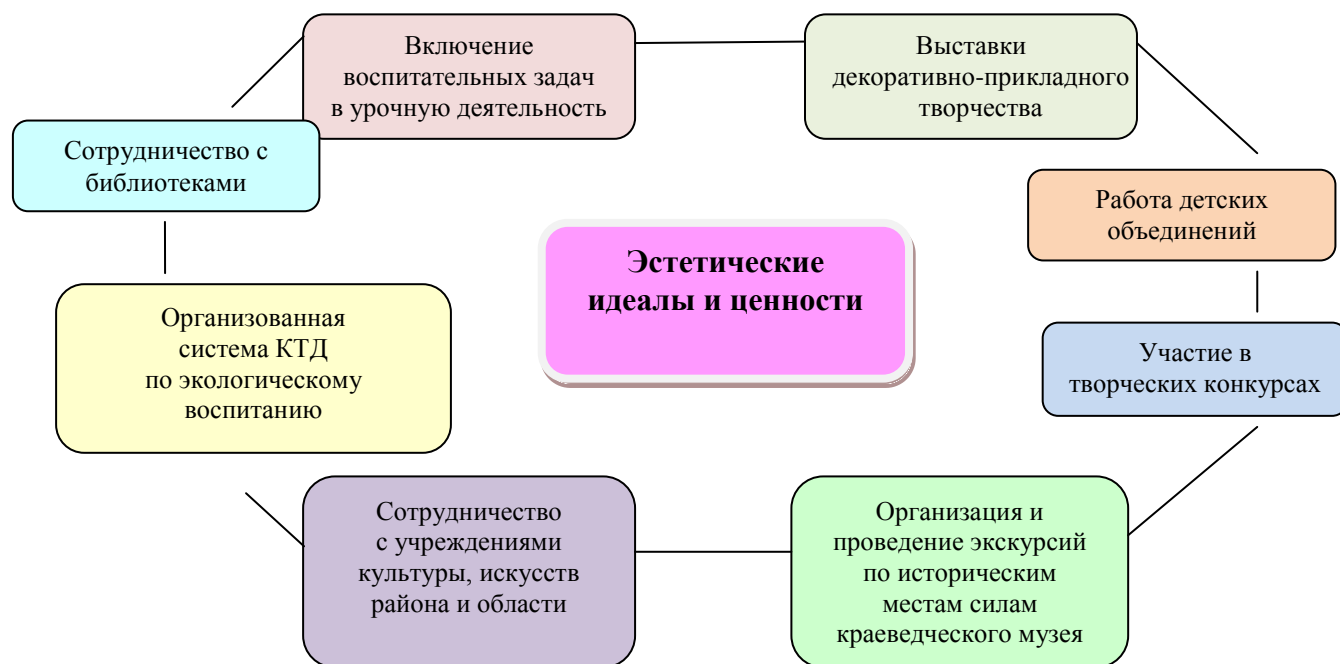 Включение
воспитательных задач
в урочную деятельность
Выставки
декоративно-прикладного
творчества
Сотрудничество с
библиотеками
Работа детских
объединений
Эстетические
идеалы и ценности
Организованная
система КТД
по экологическому
воспитанию
Участие в
творческих конкурсах
Сотрудничество
с учреждениями
культуры, искусств
района и области
Организация и
проведение экскурсий
по историческим
местам силам
краеведческого музея